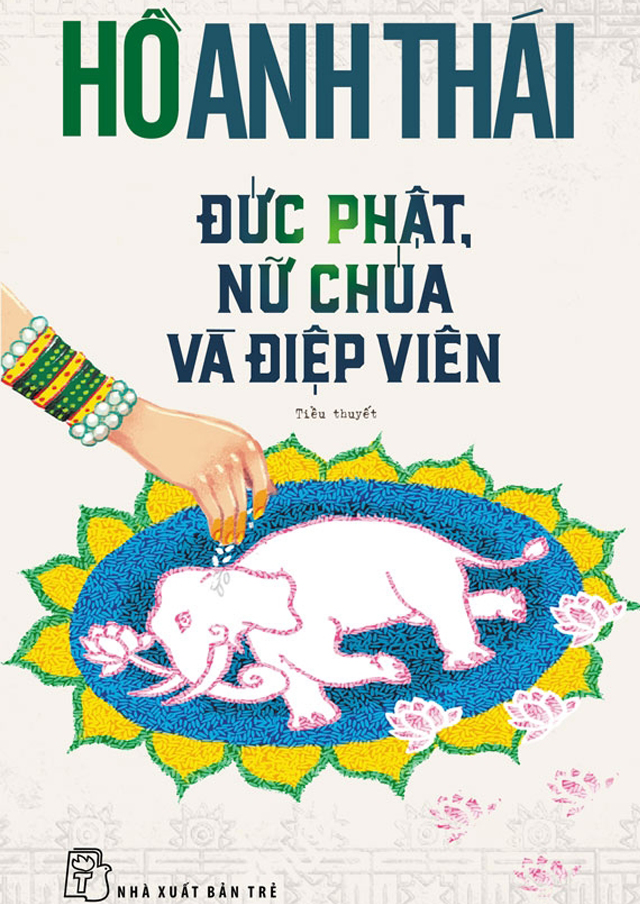 HỒ ANH THÁI
ĐỨC PHẬT,
NỮ CHÚA
VÀ ĐIỆP VIÊN
Tiểu thuyết
T
NHÀ XUẤT BẢN TRẺ